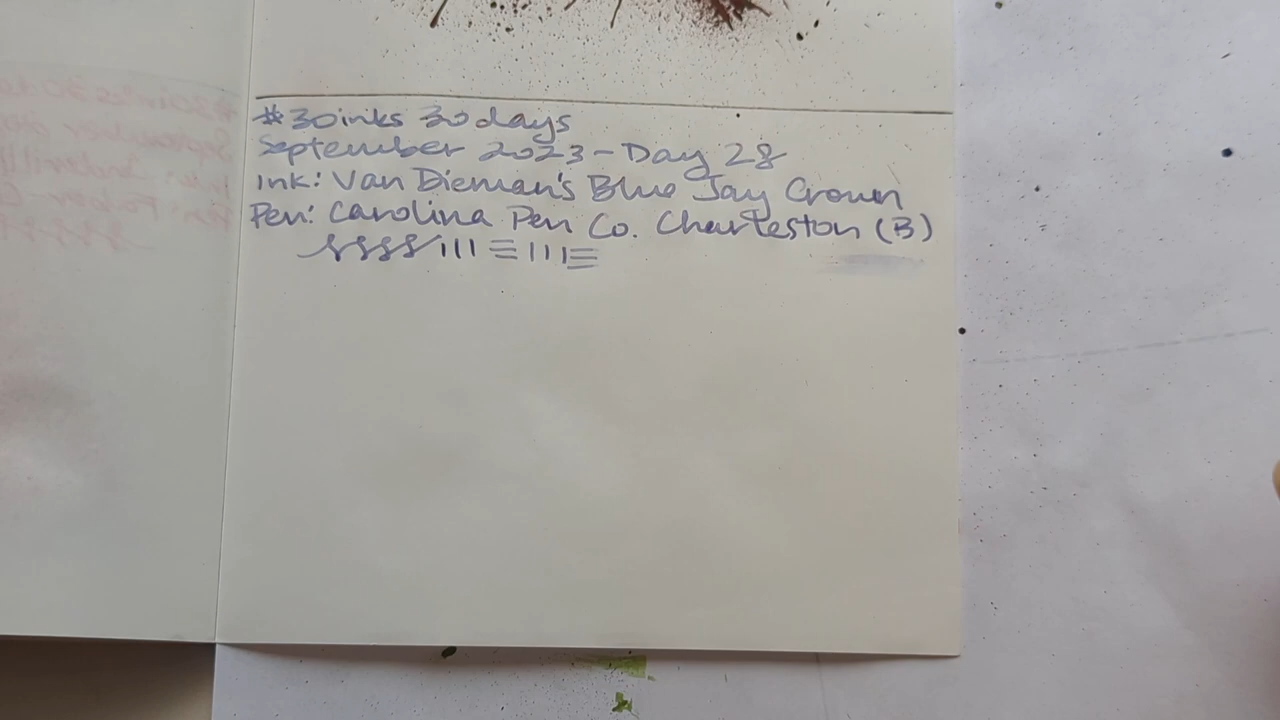 #30inks 30days
September 2023 - Day 28
Ink: Van Dieman's Blue Jay Crown
Pen: Carolina Pen Co. Charleston (B)